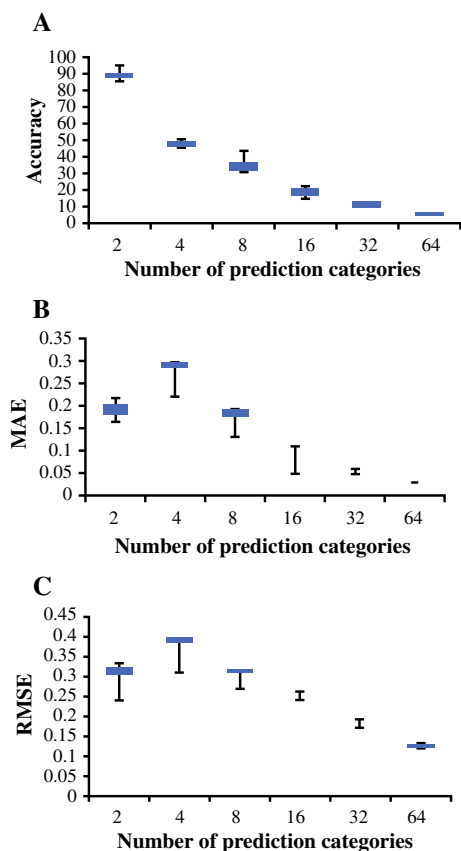 A
Accuracy
100
90
80
70
60
50
40
30
20
10
0
2 4 8 16 32 64
Number of prediction categories
B
MAE
0.35
0.3
0.25
0.2
0.15
0.1
0.05
0
2 4 8 16 32 64
Number of prediction categories
C
RMSE
0.45
0.4
0.35
0.3
0.25
0.2
0.15
0.1
0.05
0
2 4 8 16 32 64
Number of prediction categories